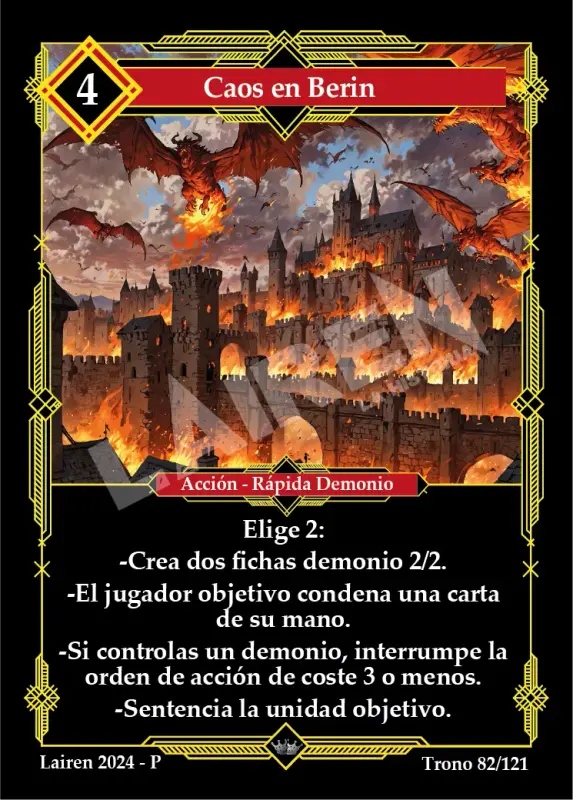 4
Caos en Berin
LAIREN
Acción - Rápida Demonio
Elige 2:
-Crea dos fichas demonio 2/2.
-El jugador objetivo condena una carta
de su mano.
-Si controlas un demonio, interrumpe la
orden de acción de coste 3 o menos.
-Sentencia la unidad objetivo.
Lairen 2024 - P
Trono 82/121